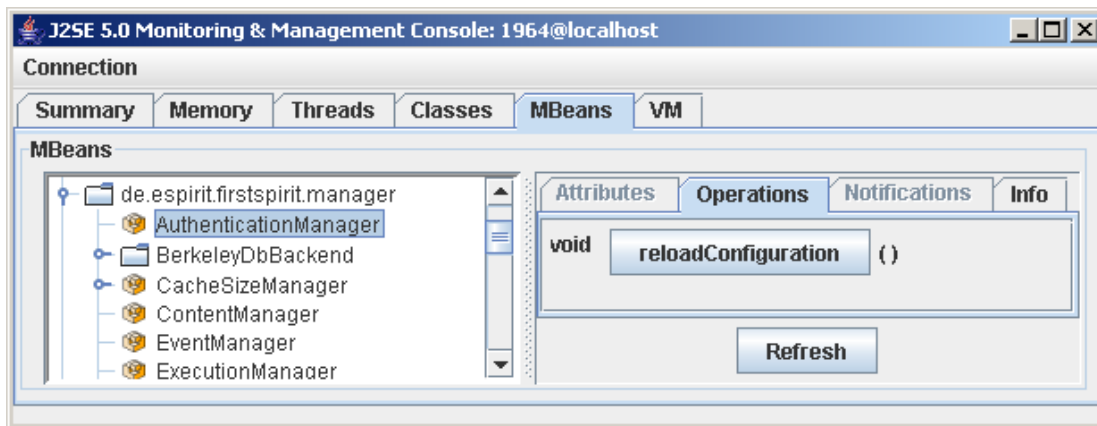 J2SE 5.0 Monitoring & Management Console: 1964@localhost
Connection
Summary Memory Threads Classes MBeans VM
MBeans
de.espirit.firstspirit.manager
AuthenticationManager
BerkeleyDbBackend
CacheSizeManager
ContentManager
EventManager
ExecutionManager
Attributes Operations Notifications Info
void reloadConfiguration ()
Refresh